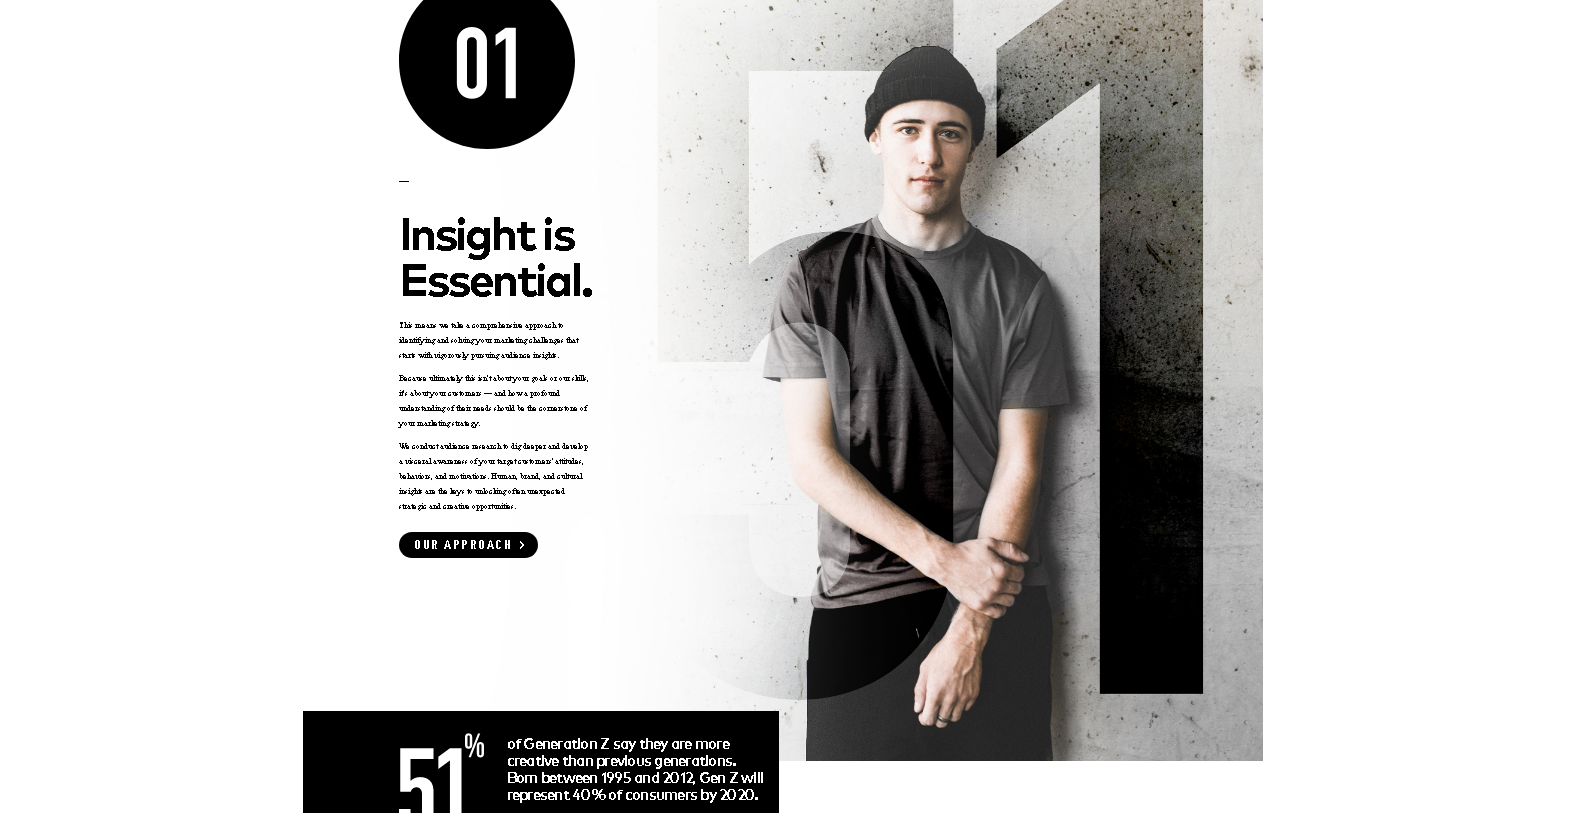 01
—
Insight is
Essential.
This means we take a comprehensive approach to
identifying and solving your marketing challenges that
starts with vigorously pursuing audience insights.
Because ultimately this isn't about your goals or our skills,
it's about your customers — and how a profound
understanding of their needs should be the cornerstone of
your marketing strategy.
We conduct audience research to dig deeper and develop
a visceral awareness of your target customers' attitudes,
behaviors, and motivations. Human, brand, and cultural
insights are the keys to unlocking often unexpected
strategic and creative opportunities.
OUR APPROACH >
51
51%
of Generation Z say they are more
creative than previous generations.
Born between 1995 and 2012, Gen Z will
represent 40% of consumers by 2020.